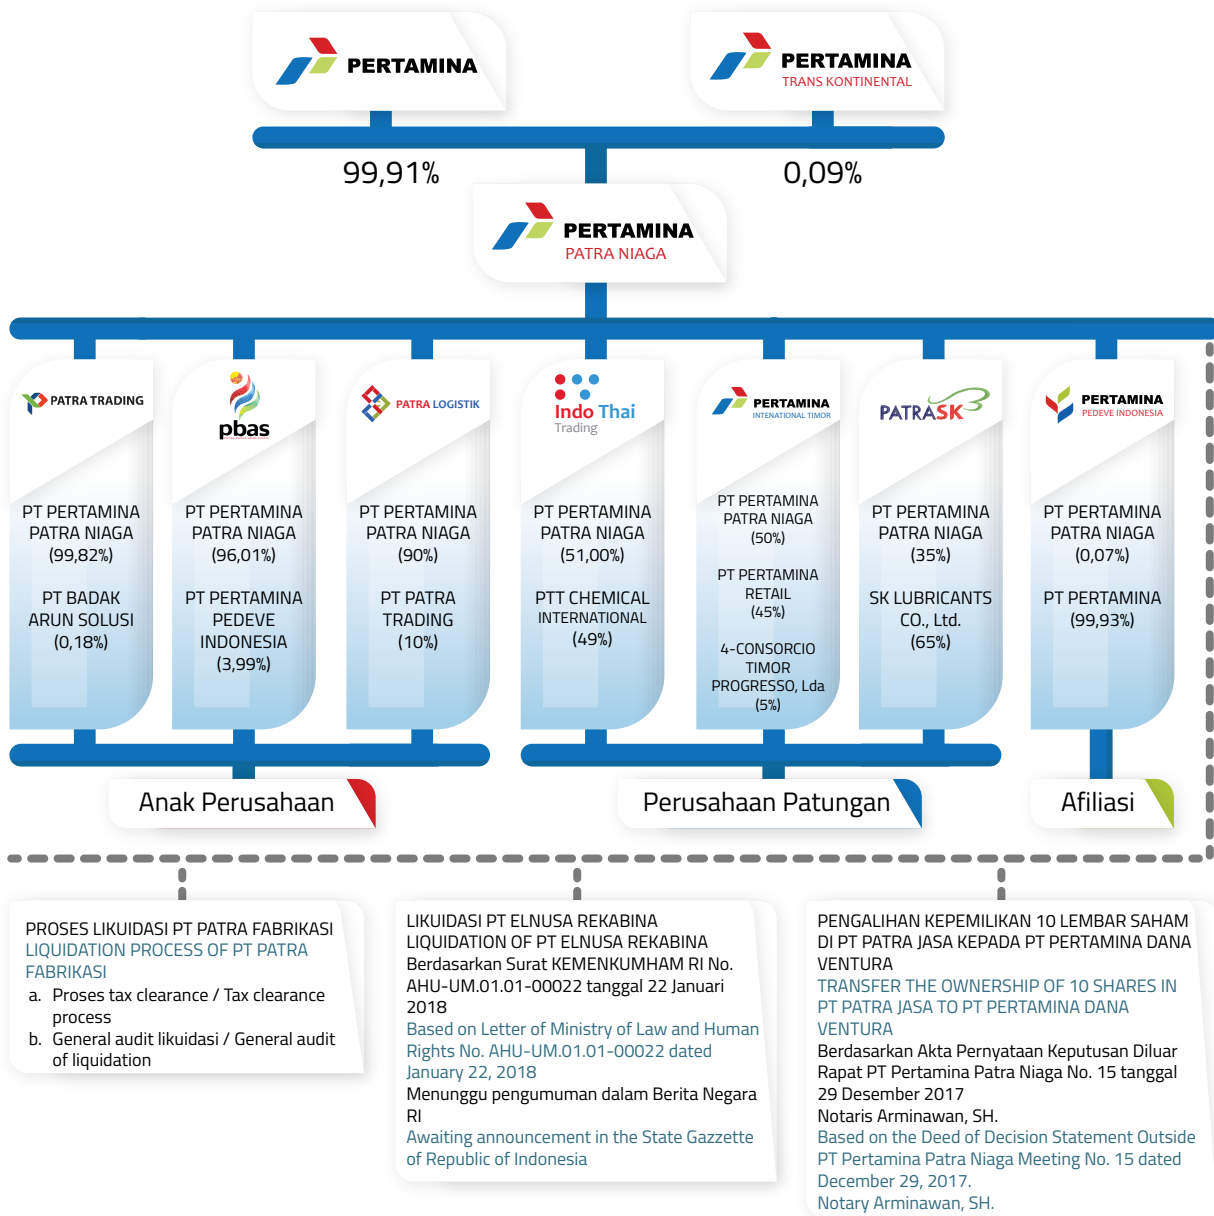 PERTAMINA
PERTAMINA
TRANS KONTINENTAL
99,91%
0,09%
PERTAMINA
PATRA NIAGA
PATRA TRADING
PT PERTAMINA
PATRA NIAGA
(99,82%)
PT BADAK
ARUN SOLUSI
(0,18%)
pbas
PT PERTAMINA
PATRA NIAGA
(96,01%)
PT PERTAMINA
PEDEVE
INDONESIA
(3,99%)
PATRA LOGISTIK
PT PERTAMINA
PATRA NIAGA
(90%)
PT PATRA
TRADING
(10%)
Indo Thai
Trading
PT PERTAMINA
PATRA NIAGA
(51,00%)
PTT CHEMICAL
INTERNATIONAL
(49%)
PERTAMINA
INTENATIONAL TIMOR
PT PERTAMINA
PATRA NIAGA
(50%)
PT PERTAMINA
RETAIL
(45%)
4-CONSORCIO
TIMOR
PROGRESSO, Lda
(5%)
PATRASK
PT PERTAMINA
PATRA NIAGA
(35%)
SK LUBRICANTS
CO., Ltd.
(65%)
PERTAMINA
PEDEVE INDONESIA
PT PERTAMINA
PATRA NIAGA
(0,07%)
PT PERTAMINA
(99,93%)
Anak Perusahaan
Perusahaan Patungan
Afiliasi
PROSES LIKUIDASI PT PATRA FABRIKASI
LIQUIDATION PROCESS OF PT PATRA
FABRIKASI
a. Proses tax clearance / Tax clearance
process
b. General audit likuidasi / General audit
of liquidation
LIKUIDASI PT ELNUSA REKABINA
LIQUIDATION OF PT ELNUSA REKABINA
Berdasarkan Surat KEMENKUMHAM RI No.
AHU-UM.01.01-00022 tanggal 22 Januari
2018
Based on Letter of Ministry of Law and Human
Rights No. AHU-UM.01.01-00022 dated
January 22, 2018
Menunggu pengumuman dalam Berita Negara
RI
Awaiting announcement in the State Gazzette
of Republic of Indonesia
PENGALIHAN KEPEMILIKAN 10 LEMBAR SAHAM
DI PT PATRA JASA KEPADA PT PERTAMINA DANA
VENTURA
TRANSFER THE OWNERSHIP OF 10 SHARES IN
PT PATRA JASA TO PT PERTAMINA DANA
VENTURA
Berdasarkan Akta Pernyataan Keputusan Diluar
Rapat PT Pertamina Patra Niaga No. 15 tanggal
29 Desember 2017
Notaris Arminawan, SH.
Based on the Deed of Decision Statement Outside
PT Pertamina Patra Niaga Meeting No. 15 dated
December 29, 2017.
Notary Arminawan, SH.